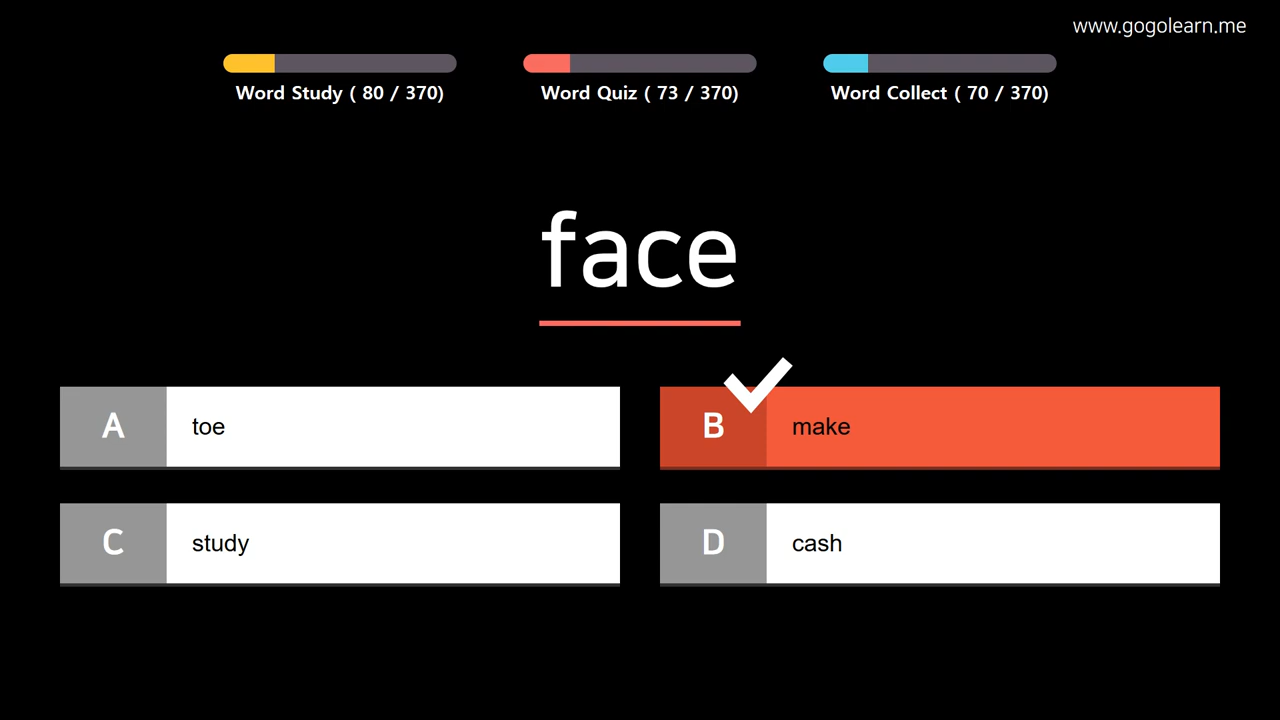 www.gogolearn.me
Word Study ( 80 / 370)
Word Quiz ( 73 / 370)
Word Collect ( 70 / 370)
face
A toe
B make
C study
D cash